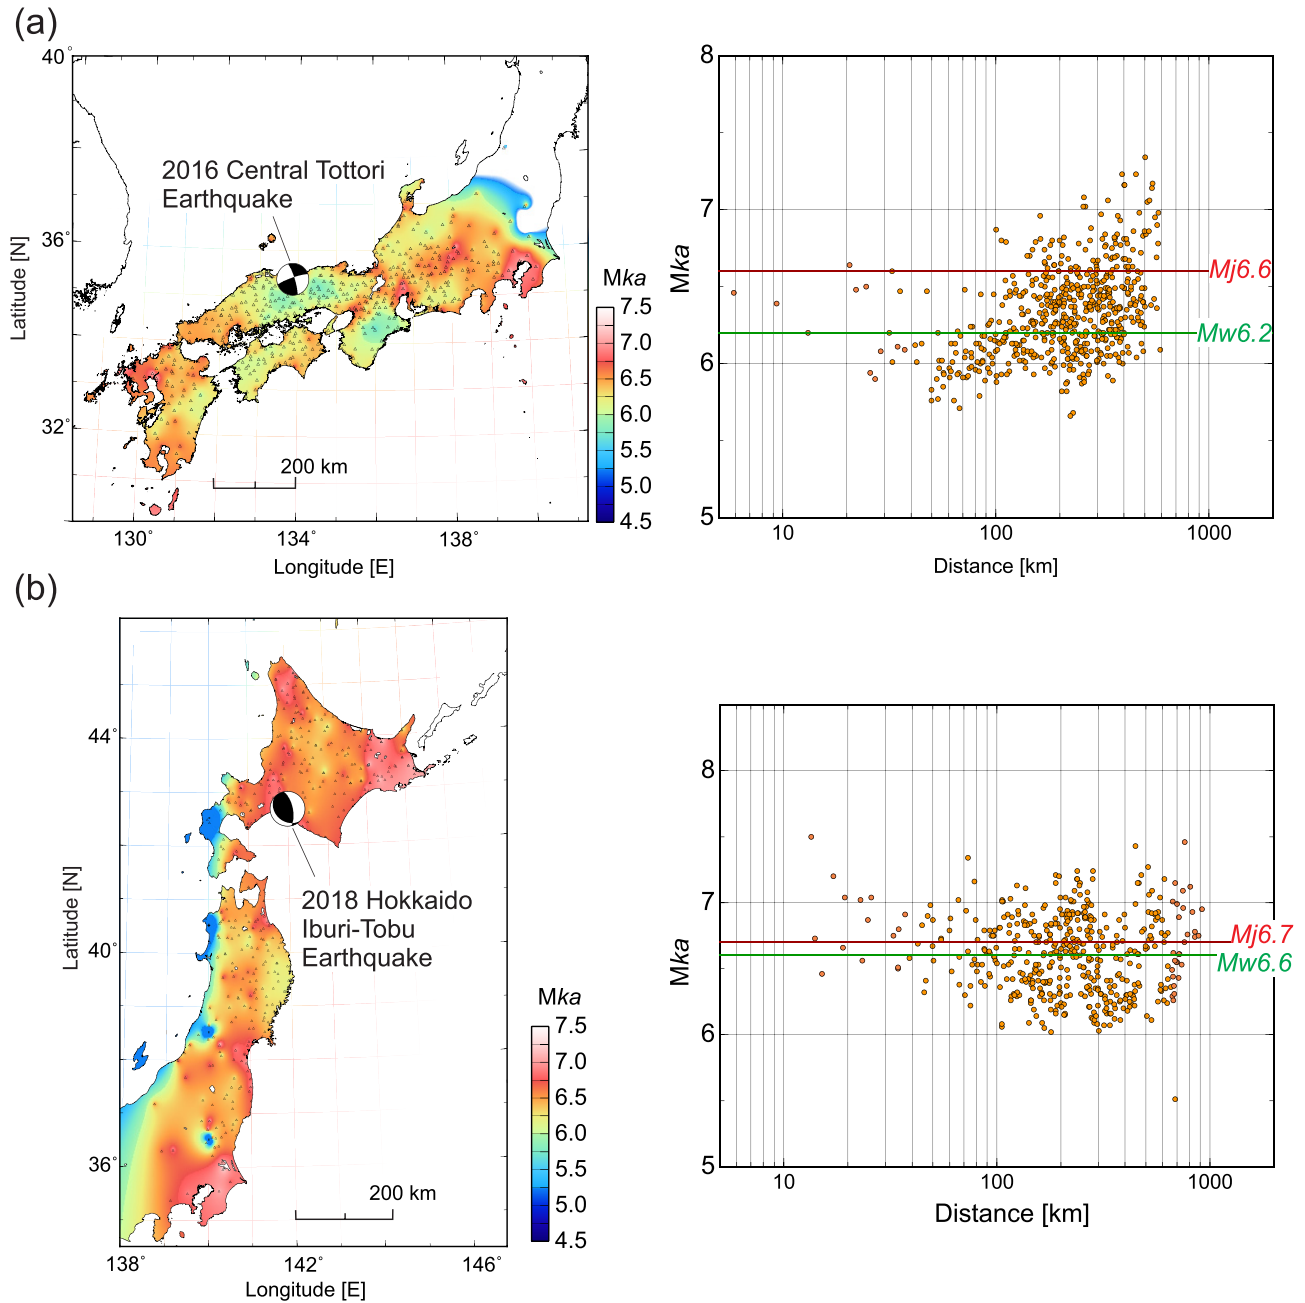 (a)
40°
36°
32°
Latitude [N]
2016 Central Tottori
Earthquake
200 km
130°
134°
138°
Longitude [E]
Mka
7.5
7.0
6.5
6.0
5.5
5.0
4.5
8
7
6
5
Mka
Mj6.6
Mw6.2
10
100
1000
Distance [km]
(b)
44°
40°
36°
Latitude [N]
2018 Hokkaido
Iburi-Tobu
Earthquake
200 km
138°
142°
146°
Longitude [E]
Mka
7.5
7.0
6.5
6.0
5.5
5.0
4.5
8
7
6
5
Mka
Mj6.7
Mw6.6
10
100
1000
Distance [km]